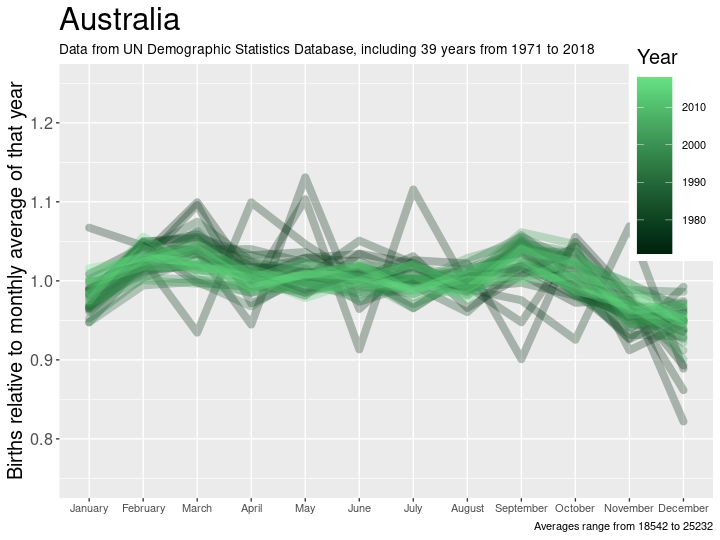 Australia
Data from UN Demographic Statistics Database, including 39 years from 1971 to 2018
Year
2010
2000
1990
1980
Births relative to monthly average of that year
1.2
1.1
1.0
0.9
0.8
January February March April May June July August September October November December
Averages range from 18542 to 25232